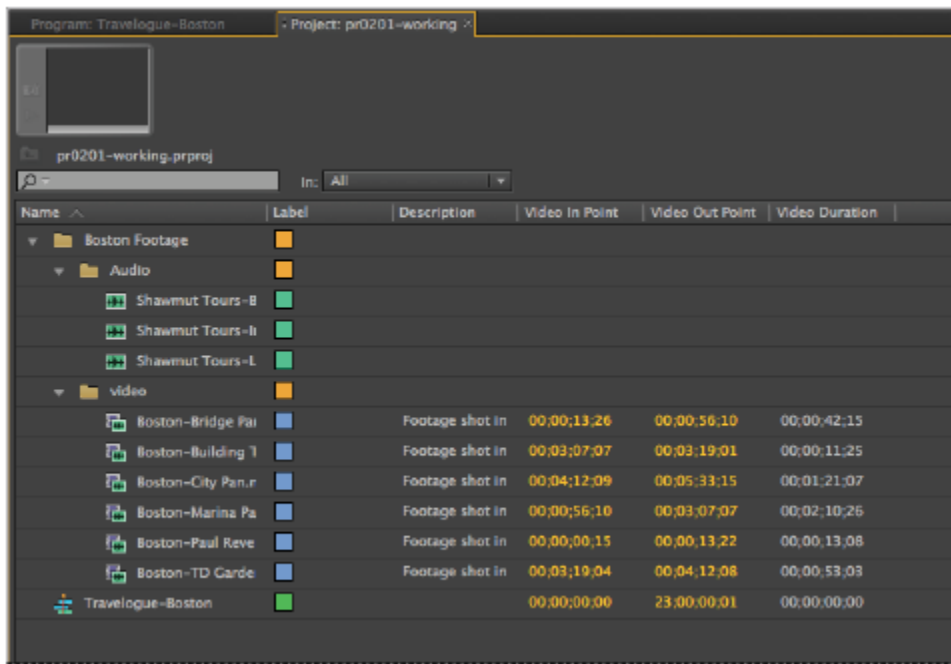 Program: Travelogue-Boston Project: pr0201-working ×
pr0201-working.prproj
In: All
Name Label Description Video In Point Video Out Point Video Duration
Boston Footage
Audio
Shawmut Tours-B
Shawmut Tours-I
Shawmut Tours-L
video
Boston-Bridge Pa Footage shot in 00;00;13;26 00;00;56;10 00;00;42;15
Boston-Building T Footage shot in 00;03;07;07 00;03;19;01 00;00;11;25
Boston-City Pan.r Footage shot in 00;04;12;09 00;05;33;15 00;01;21;07
Boston-Marina Pa Footage shot in 00;00;56;10 00;03;07;07 00;02;10;26
Boston-Paul Reve Footage shot in 00;00;00;15 00;00;13;22 00;00;13;08
Boston-TD Garde Footage shot in 00;03;19;04 00;04;12;08 00;00;53;03
Travelogue-Boston 00;00;00;00 23;00;00;01 00;00;00;00